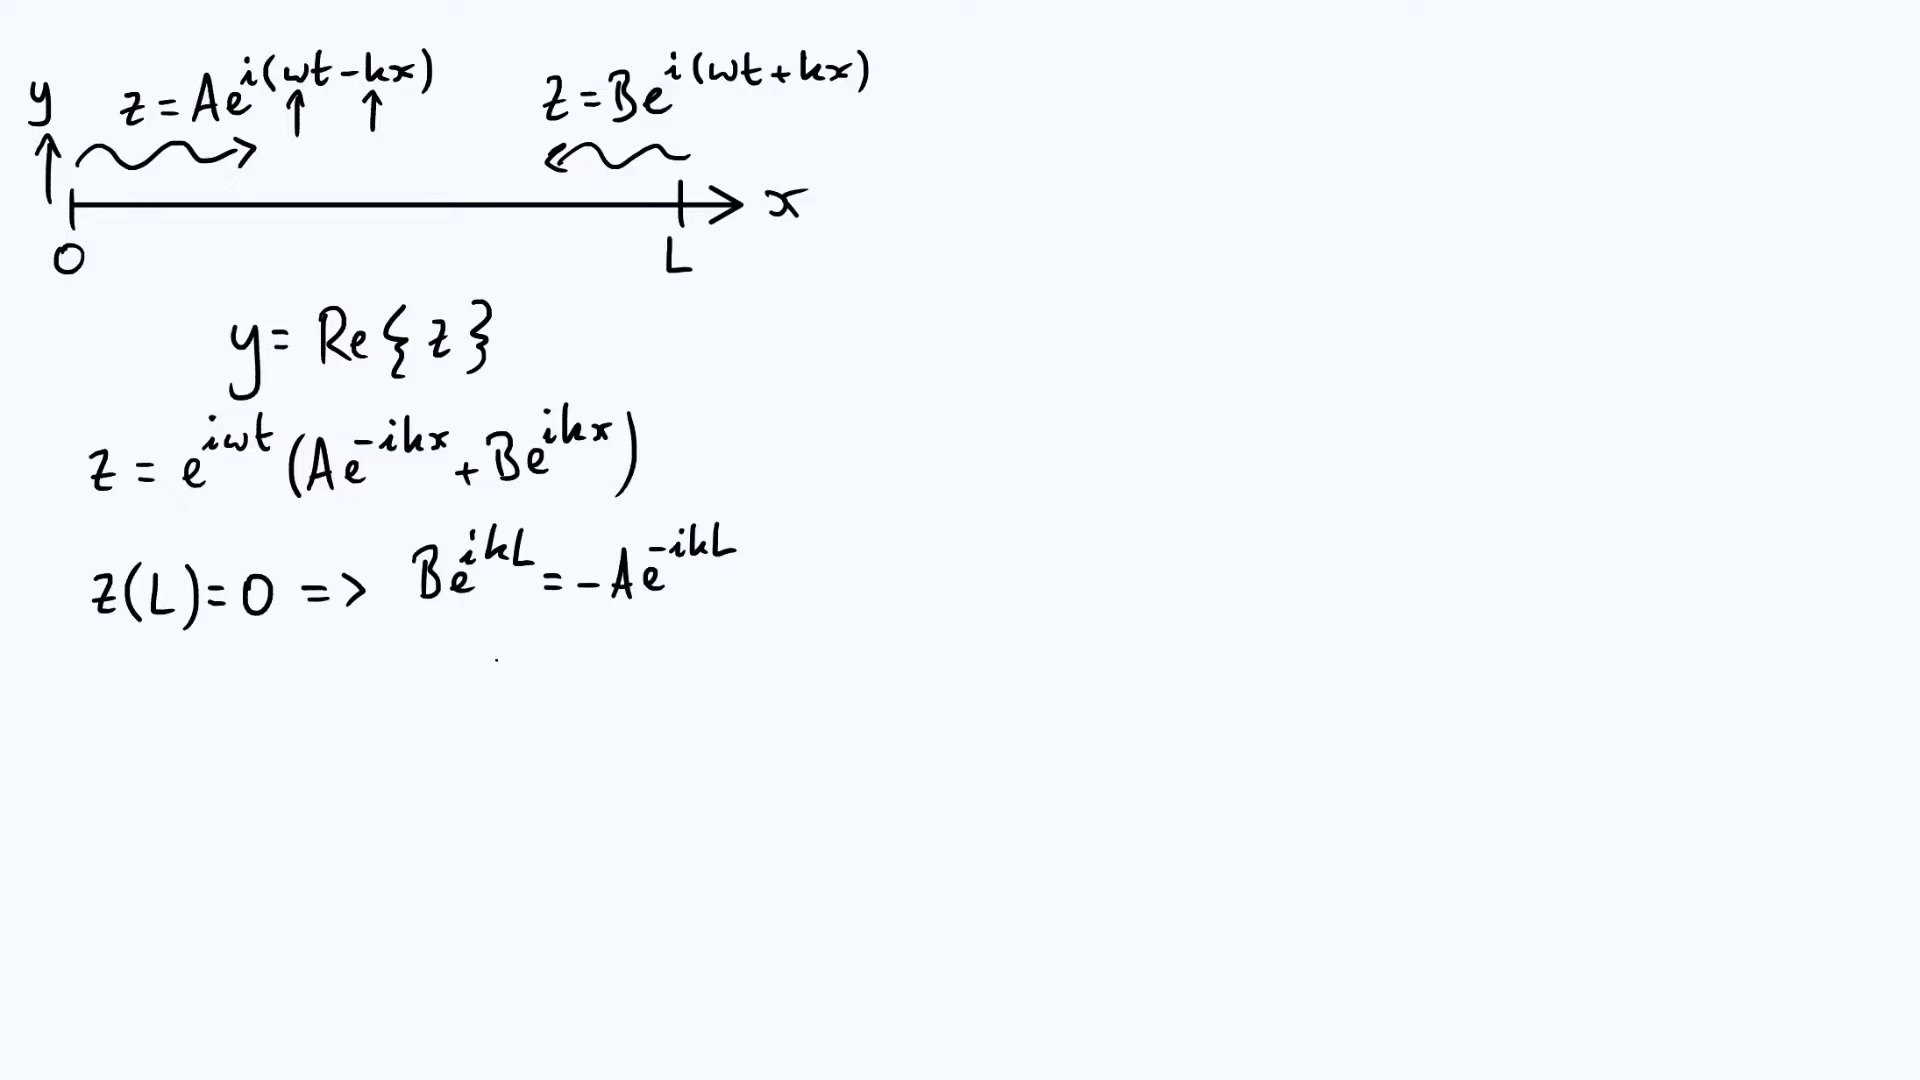 y z = Ae^{i(ωt - kx)} z = Be^{i(ωt + kx)}
x
0 L
y = Re{z}
z = e^{iωt}(Ae^{-ikx} + Be^{ikx})
z(L) = 0 => Be^{ikL} = -Ae^{-ikL}